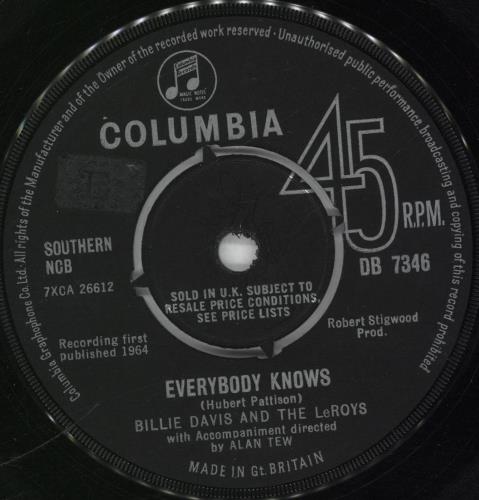 Columbia Graphophone Co. Ltd. All rights of the Manufacturer and of the Owner of the recorded work reserved · Unauthorised public performance broadcasting and copying of this record prohibited
Columbia
MAGIC NOTES
TRADE MARK
COLUMBIA
45
R.P.M.
SOUTHERN
NCB
7XCA 26612
DB 7346
SOLD IN U.K. SUBJECT TO
RESALE PRICE CONDITIONS,
SEE PRICE LISTS
Recording first
published 1964
Robert Stigwood
Prod.
EVERYBODY KNOWS
(Hubert Pattison)
BILLIE DAVIS AND THE LeROYS
with Accompaniment directed
by ALAN TEW
MADE IN Gt. BRITAIN